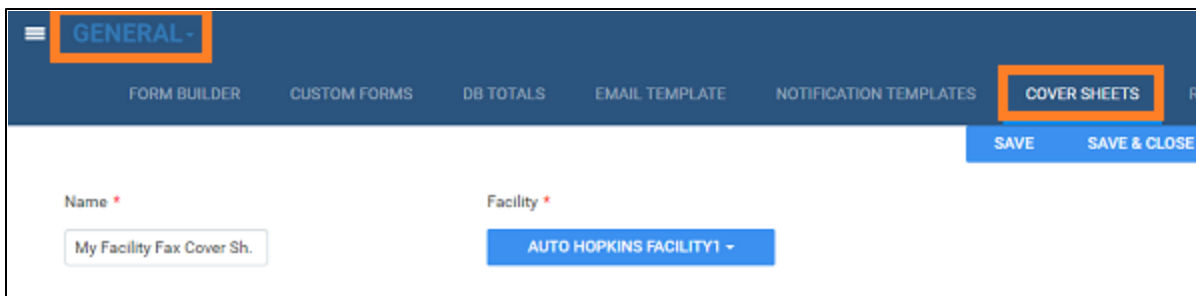 GENERAL
FORM BUILDER CUSTOM FORMS DB TOTALS EMAIL TEMPLATE NOTIFICATION TEMPLATES COVER SHEETS R
SAVE SAVE & CLOSE
Name * Facility *
My Facility Fax Cover Sh. AUTO HOPKINS FACILITY1